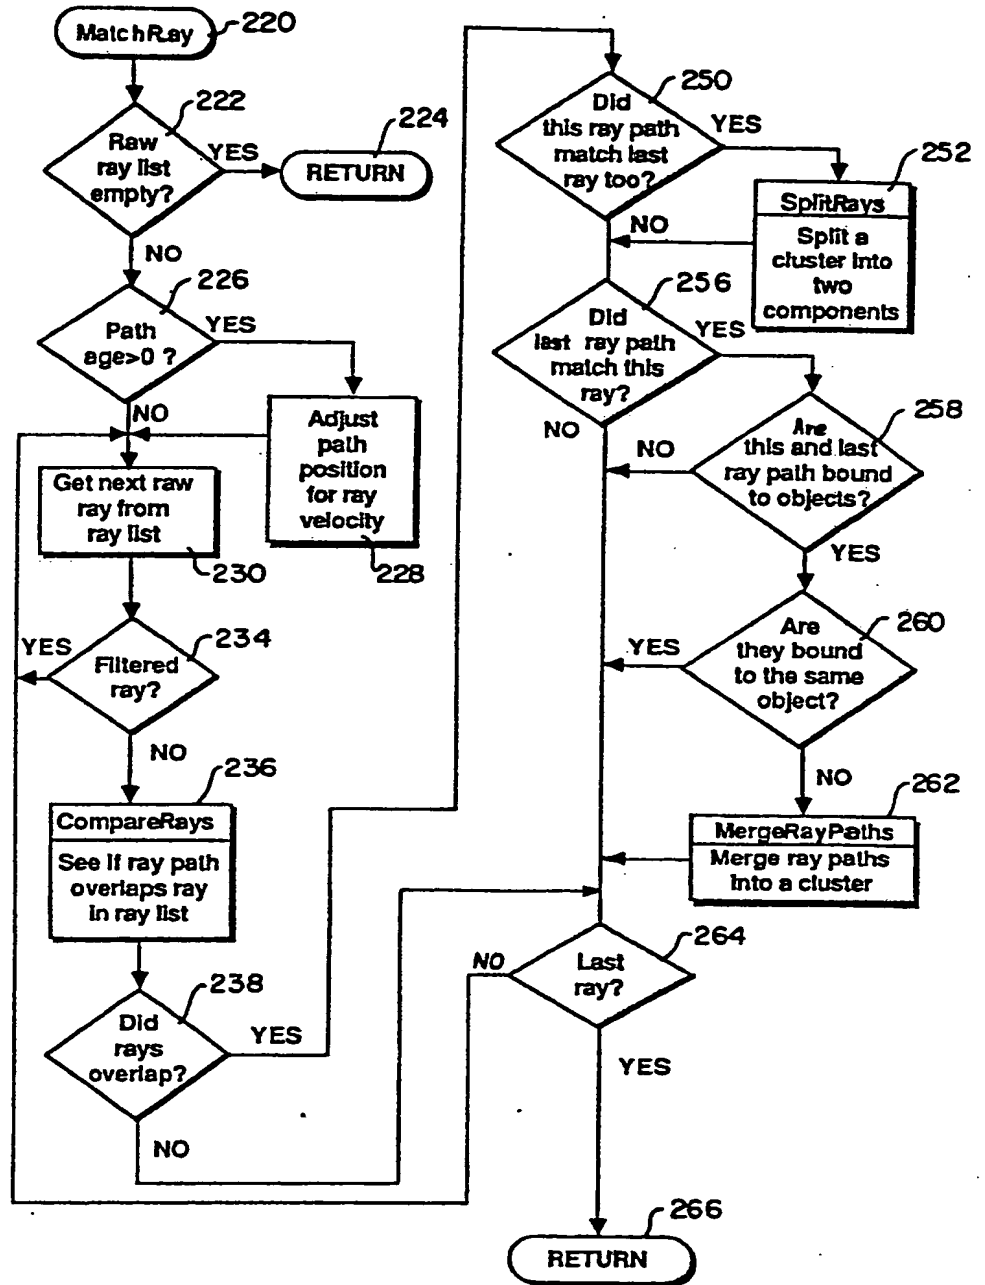 MatchRay
220
222
Raw
ray list
empty?
YES
224
RETURN
NO
226
Path
age>0 ?
YES
NO
Adjust
path
position
for ray
velocity
228
Get next raw
ray from
ray list
230
YES
234
Filtered
ray?
NO
236
CompareRays
See if ray path
overlaps ray
in ray list
238
Did
rays
overlap?
YES
NO
250
Did
this ray path
match last
ray too?
YES
252
SplitRays
Split a
cluster into
two
components
NO
256
Did
last ray path
match this
ray?
YES
NO
258
Are
this and last
ray path bound
to objects?
NO
YES
260
Are
they bound
to the same
object?
YES
NO
262
MergeRayPaths
Merge ray paths
into a cluster
264
Last
ray?
NO
YES
266
RETURN